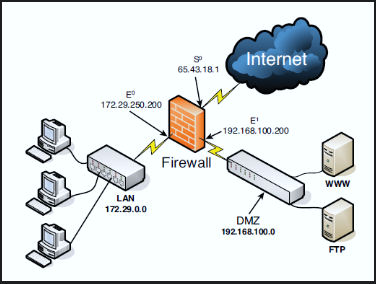 S⁰
65.43.18.1
Internet
E⁰
172.29.250.200
E¹
192.168.100.200
Firewall
LAN
172.29.0.0
WWW
DMZ
192.168.100.0
FTP